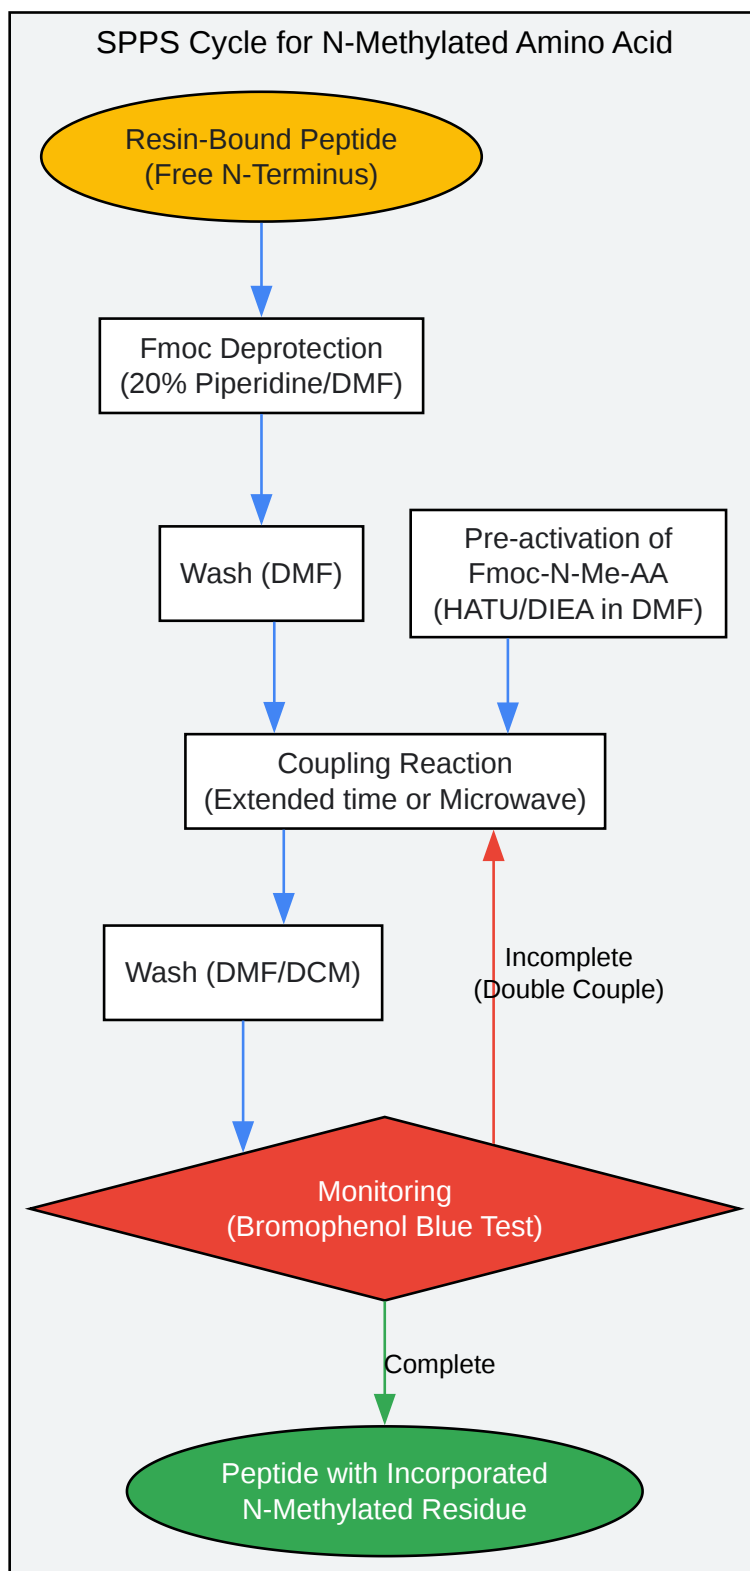 SPPS Cycle for N-Methylated Amino Acid
Resin-Bound Peptide
(Free N-Terminus)
Fmoc Deprotection
(20% Piperidine/DMF)
Wash (DMF)
Pre-activation of
Fmoc-N-Me-AA
(HATU/DIEA in DMF)
Coupling Reaction
(Extended time or Microwave)
Wash (DMF/DCM)
Incomplete
(Double Couple)
Monitoring
(Bromophenol Blue Test)
Complete
Peptide with Incorporated
N-Methylated Residue